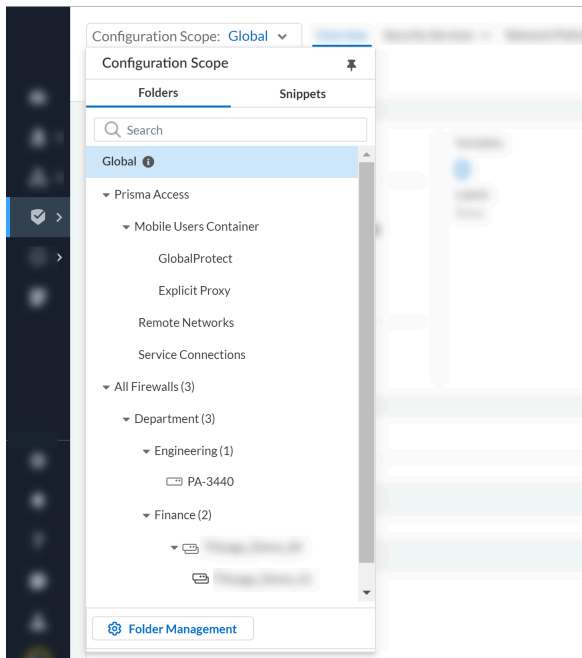 Configuration Scope: Global
Configuration Scope
Folders
Snippets
Search
Global
Prisma Access
Mobile Users Container
GlobalProtect
Explicit Proxy
Remote Networks
Service Connections
All Firewalls (3)
Department (3)
Engineering (1)
PA-3440
Finance (2)
Folder Management